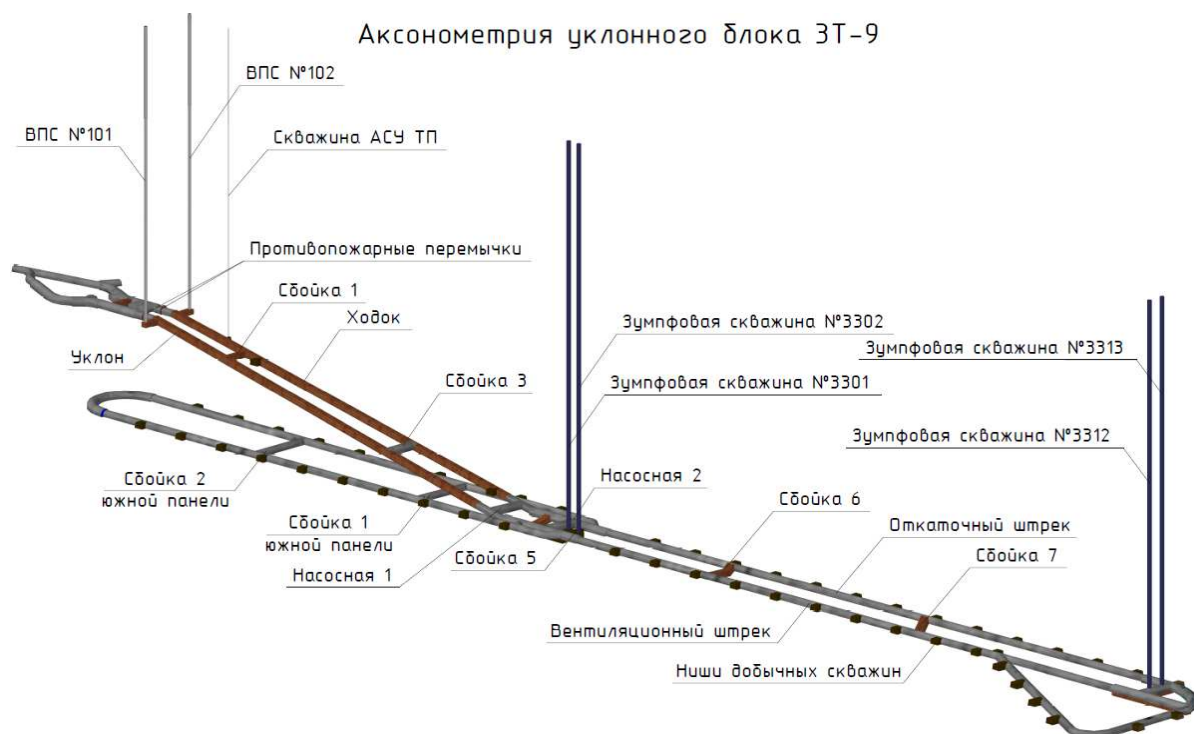 Аксонометрия уклонного блока 3Т-9
ВПС №102
ВПС №101
Скважина АСУ ТП
Противопожарные перемычки
Сбойка 1
Ходок
Уклон
Зумпфовая скважина №3302
Зумпфовая скважина №3313
Сбойка 3
Зумпфовая скважина №3301
Зумпфовая скважина №3312
Сбойка 2
южной панели
Насосная 2
Сбойка 6
Сбойка 1
южной панели
Откаточный штрек
Сбойка 5
Сбойка 7
Насосная 1
Вентиляционный штрек
Ниши добычных скважин